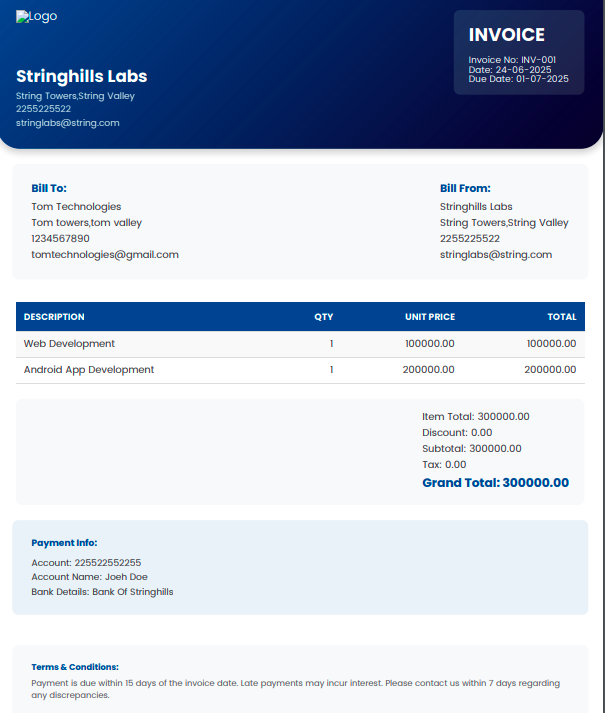 Logo
INVOICE
Invoice No: INV-001
Date: 24-06-2025
Due Date: 01-07-2025
Stringhills Labs
String Towers,String Valley
2255225522
stringlabs@string.com
Bill To:
Tom Technologies
Tom towers,tom valley
1234567890
tomtechnologies@gmail.com
Bill From:
Stringhills Labs
String Towers,String Valley
2255225522
stringlabs@string.com
DESCRIPTION QTY UNIT PRICE TOTAL
Web Development 1 100000.00 100000.00
Android App Development 1 200000.00 200000.00
Item Total: 300000.00
Discount: 0.00
Subtotal: 300000.00
Tax: 0.00
Grand Total: 300000.00
Payment Info:
Account: 225522552255
Account Name: Joeh Doe
Bank Details: Bank Of Stringhills
Terms & Conditions:
Payment is due within 15 days of the invoice date. Late payments may incur interest. Please contact us within 7 days regarding
any discrepancies.